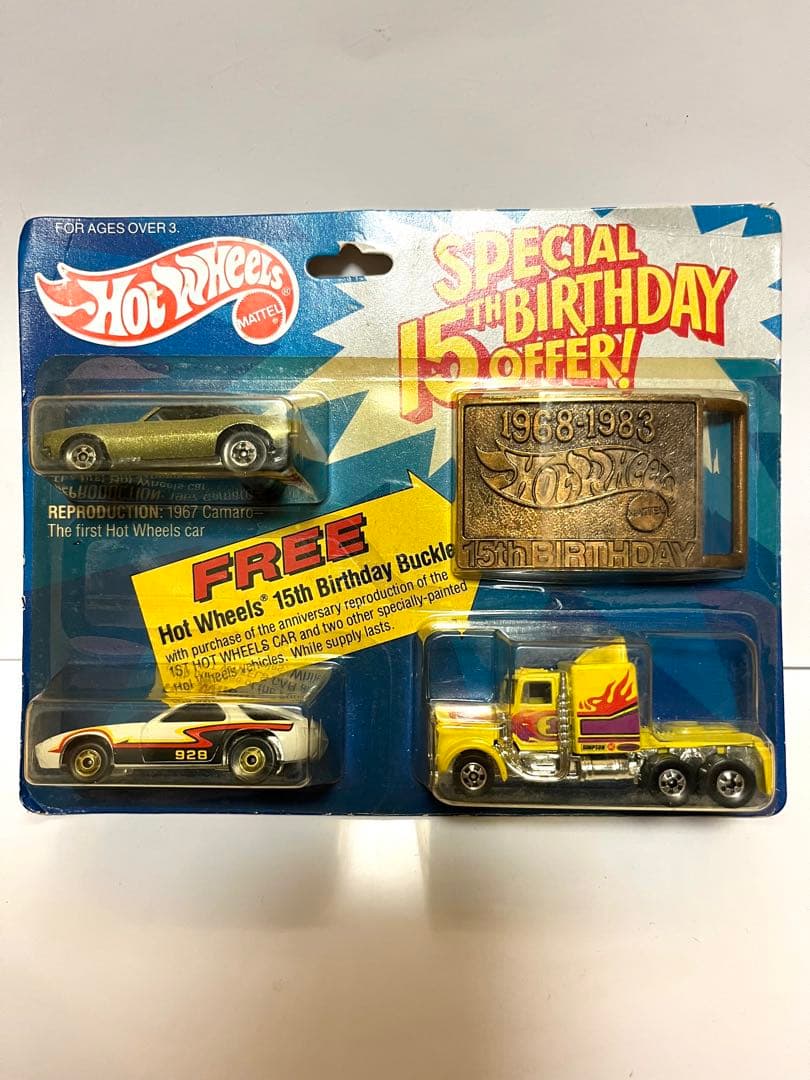 FOR AGES OVER 3.
HOT WHEELS®
MATTEL
®
SPECIAL
15TH BIRTHDAY
OFFER!
1968-1983
HOT WHEELS
MATTEL
15th BIRTHDAY
REPRODUCTION: 1967 Camaro—
The first Hot Wheels car
FREE
Hot Wheels® 15th Birthday Buckle
with purchase of the anniversary reproduction of the
1ST HOT WHEELS CAR and two other specially-painted
Hot Wheels vehicles. While supply lasts.
928
SIMPSON